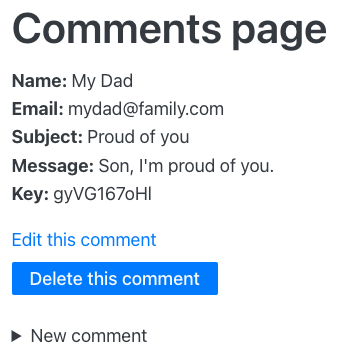 Comments page
Name: My Dad
Email: mydad@family.com
Subject: Proud of you
Message: Son, I'm proud of you.
Key: gyVG167oHl
Edit this comment
Delete this comment
New comment